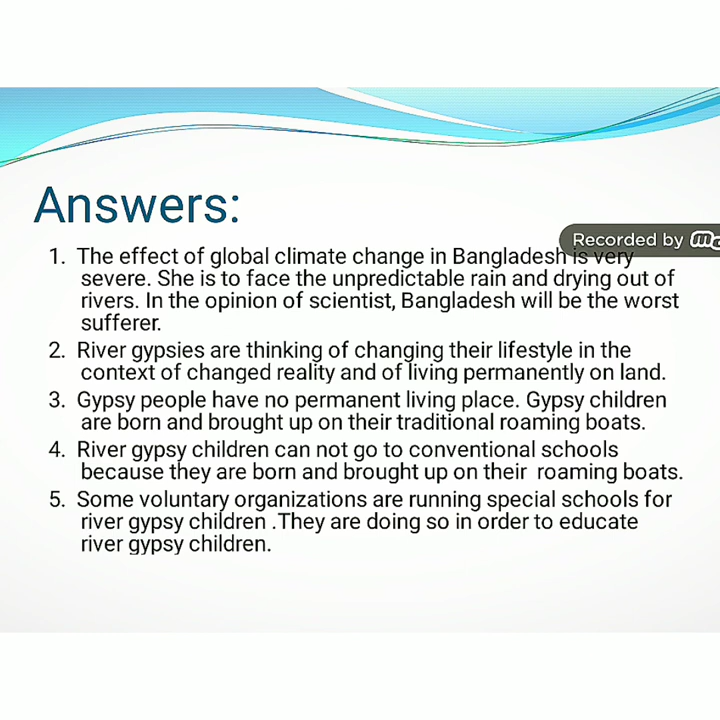 Answers:
Recorded by
1. The effect of global climate change in Bangladesh is very
severe. She is to face the unpredictable rain and drying out of
rivers. In the opinion of scientist, Bangladesh will be the worst
sufferer.
2. River gypsies are thinking of changing their lifestyle in the
context of changed reality and of living permanently on land.
3. Gypsy people have no permanent living place. Gypsy children
are born and brought up on their traditional roaming boats.
4. River gypsy children can not go to conventional schools
because they are born and brought up on their roaming boats.
5. Some voluntary organizations are running special schools for
river gypsy children .They are doing so in order to educate
river gypsy children.